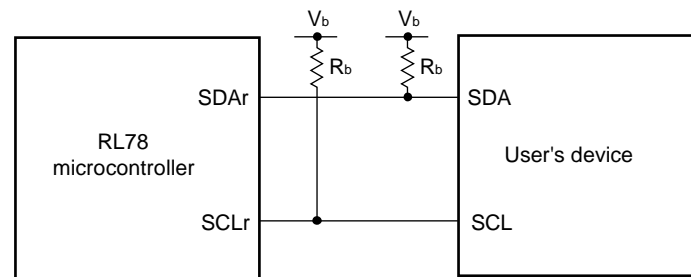 Vb
Vb
Rb
Rb
SDAr
SDA
RL78
microcontroller
User's device
SCLr
SCL